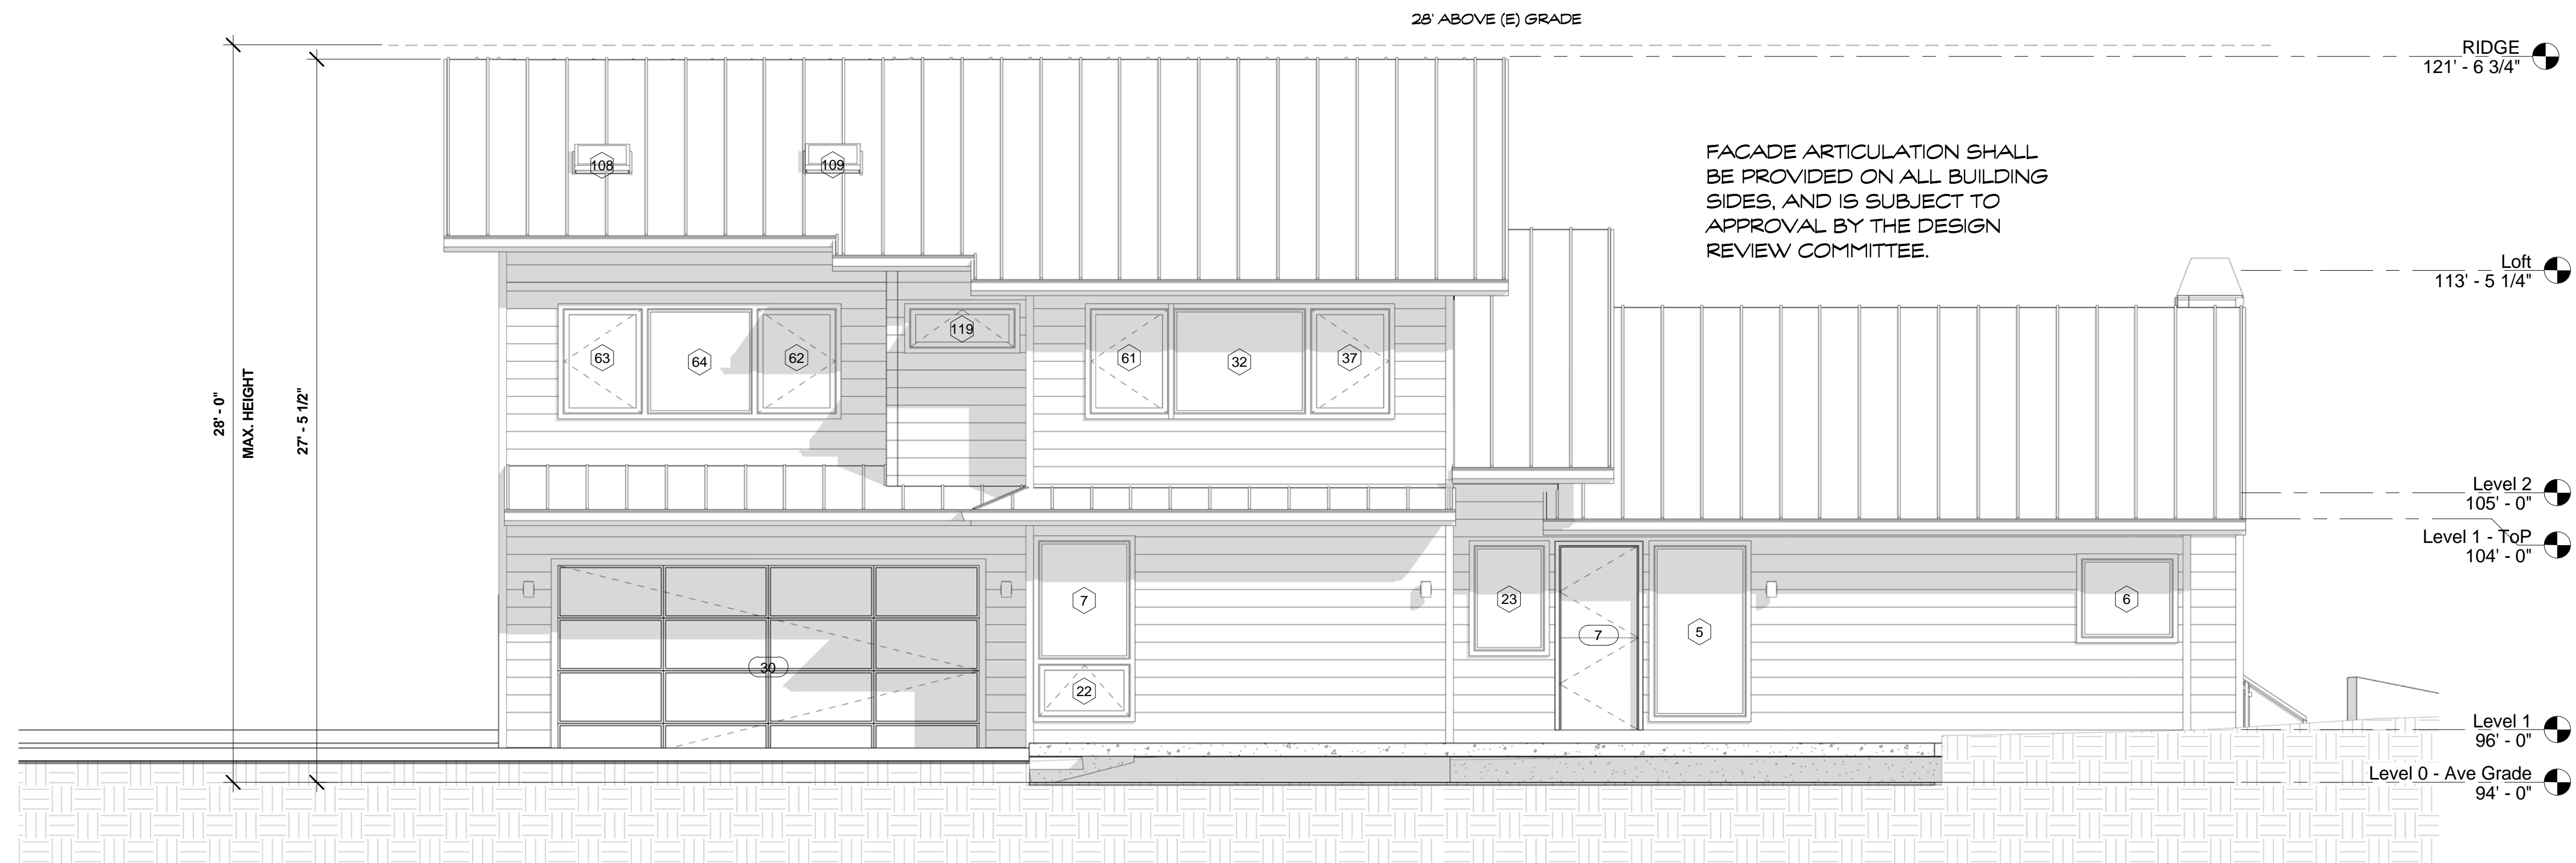 28' ABOVE (E) GRADE
RIDGE
121' - 6 3/4"
108
109
FACADE ARTICULATION SHALL
BE PROVIDED ON ALL BUILDING
SIDES, AND IS SUBJECT TO
APPROVAL BY THE DESIGN
REVIEW COMMITTEE.
Loft
113' - 5 1/4"
28' - 0"
MAX. HEIGHT
27' - 5 1/2"
63
64
62
119
61
32
37
Level 2
105' - 0"
Level 1 - ToP
104' - 0"
30
7
22
23
7
5
6
Level 1
96' - 0"
Level 0 - Ave Grade
94' - 0"